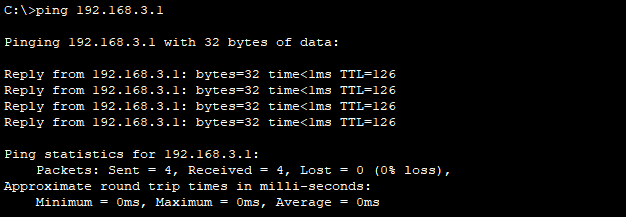 C:\>ping 192.168.3.1
Pinging 192.168.3.1 with 32 bytes of data:
Reply from 192.168.3.1: bytes=32 time<1ms TTL=126
Reply from 192.168.3.1: bytes=32 time<1ms TTL=126
Reply from 192.168.3.1: bytes=32 time<1ms TTL=126
Reply from 192.168.3.1: bytes=32 time<1ms TTL=126
Ping statistics for 192.168.3.1:
Packets: Sent = 4, Received = 4, Lost = 0 (0% loss),
Approximate round trip times in milli-seconds:
Minimum = 0ms, Maximum = 0ms, Average = 0ms